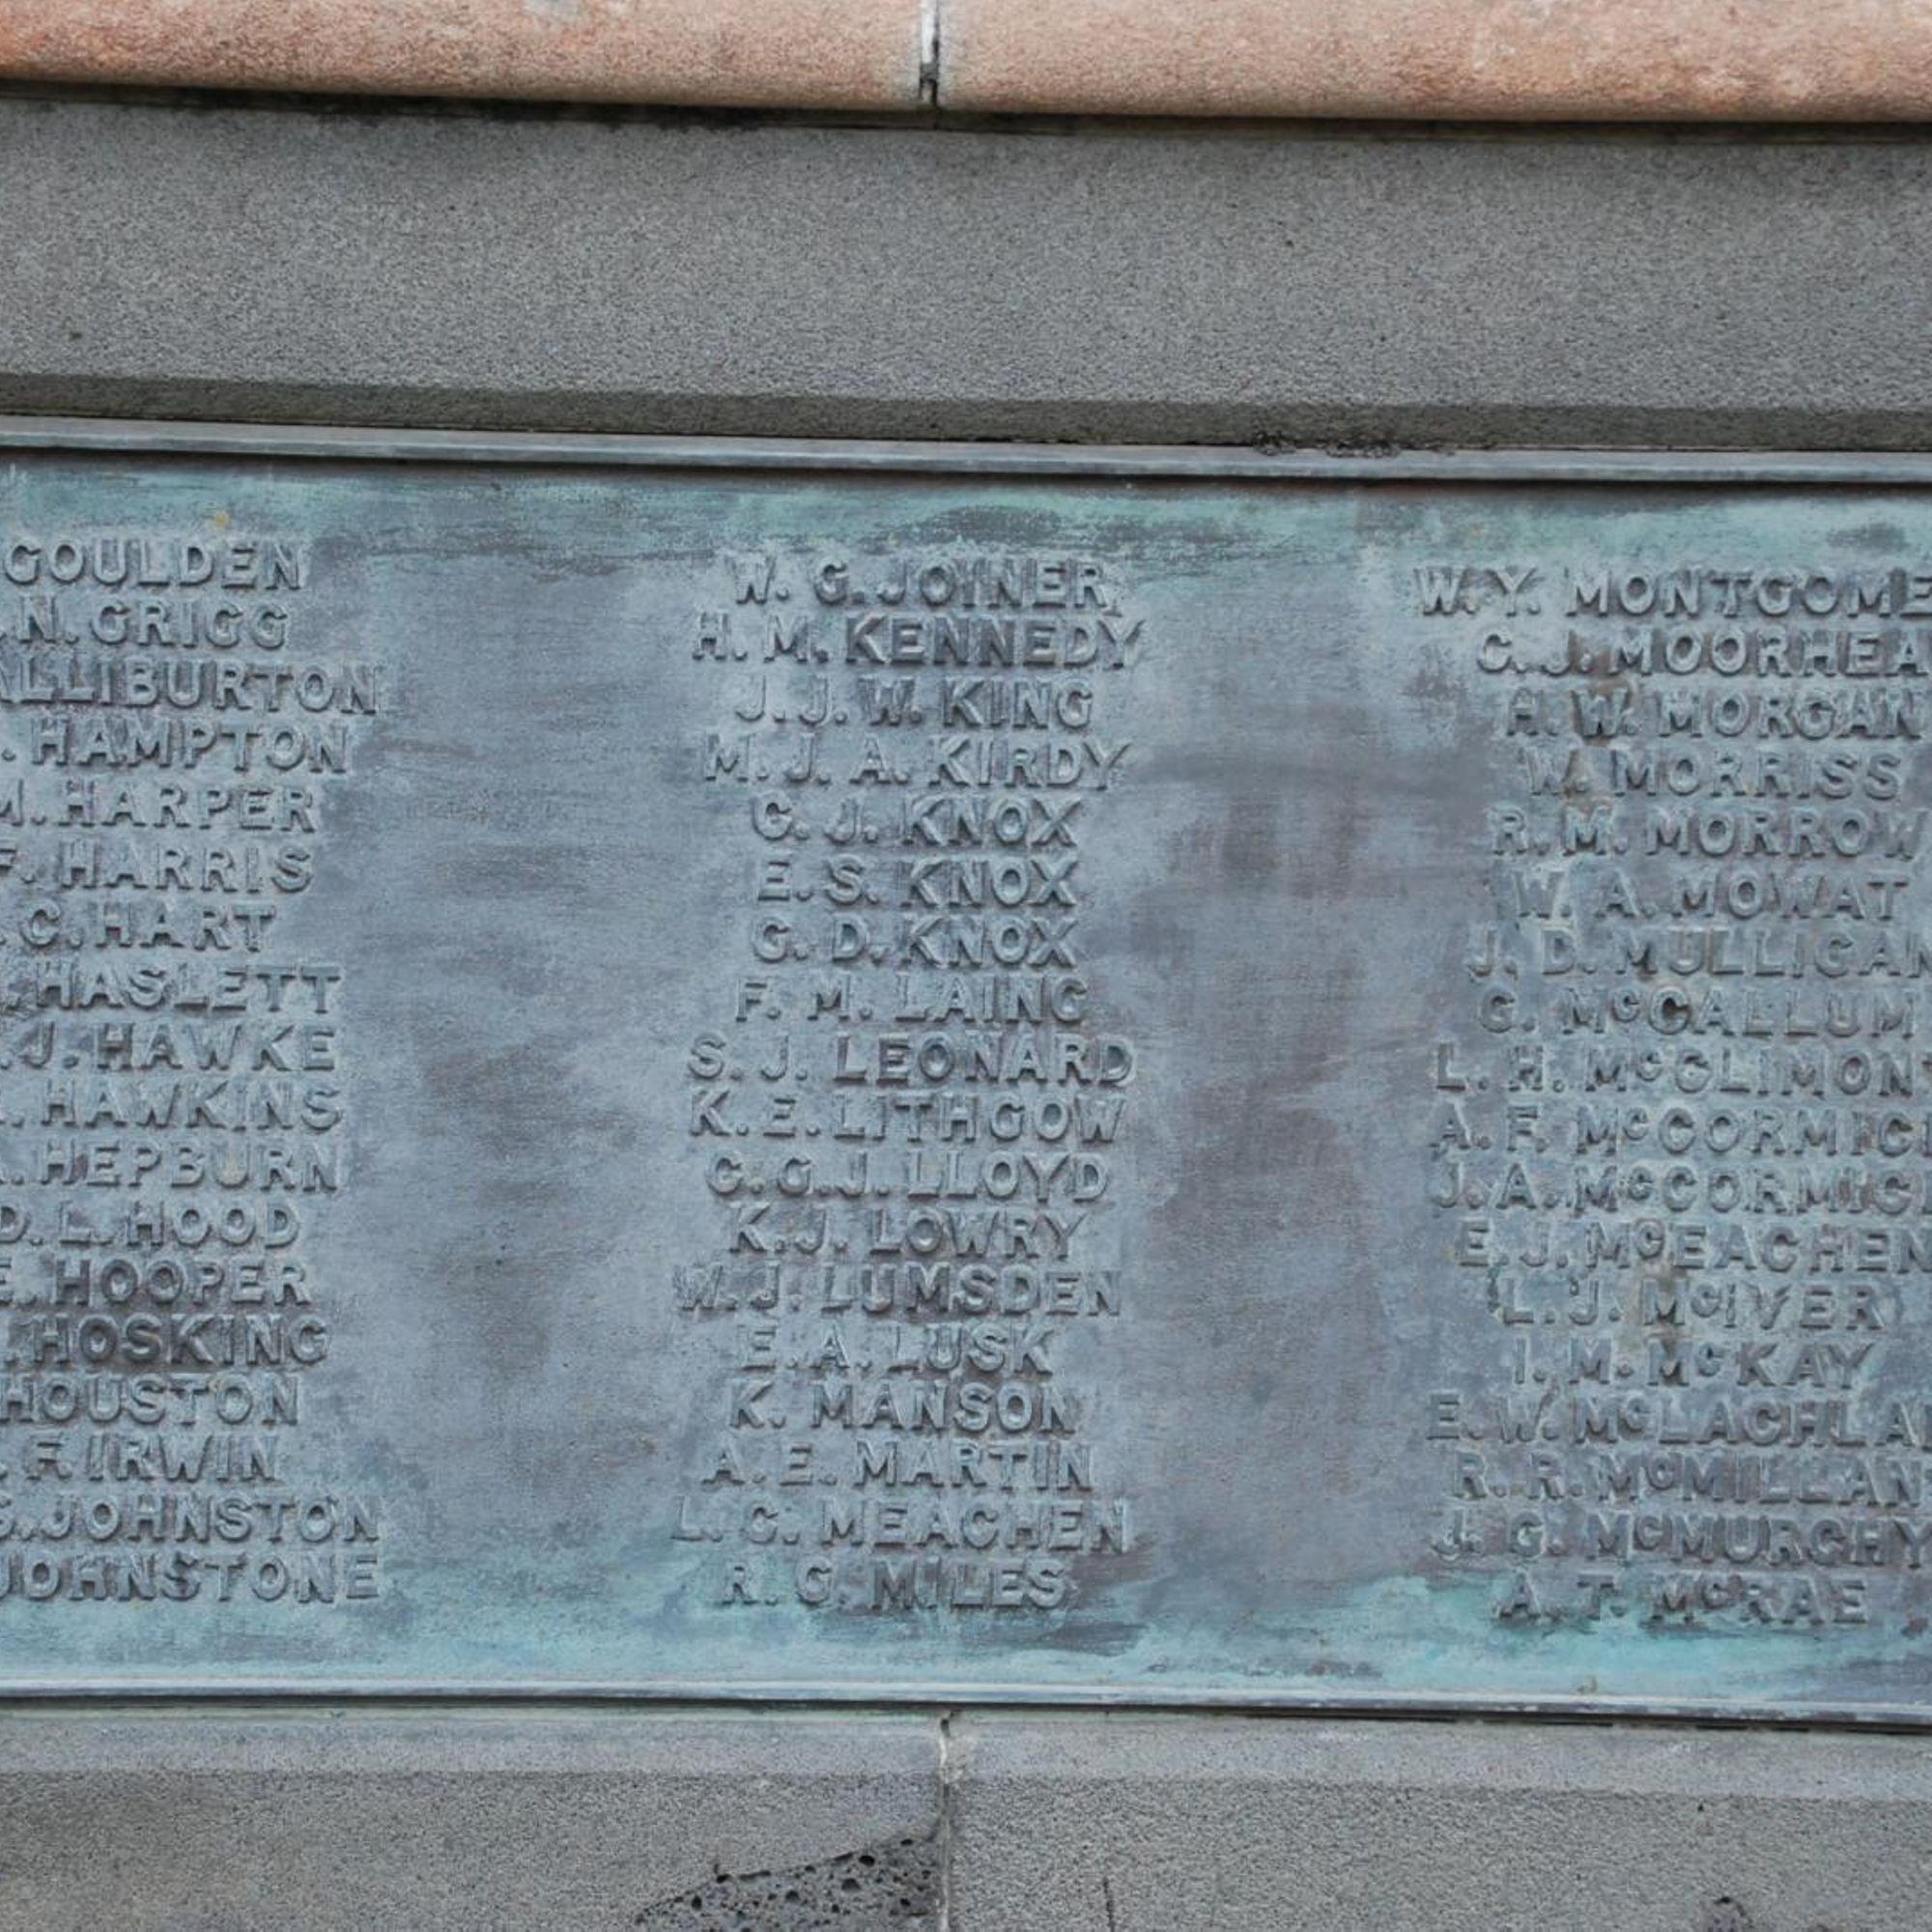 GOULDEN
.N. GRIGG
ALLIBURTON
. HAMPTON
M. HARPER
F. HARRIS
. C. HART
. HASLETT
. J. HAWKE
. HAWKINS
. HEPBURN
D. L. HOOD
E. HOOPER
. HOSKING
HOUSTON
. F. IRWIN
S. JOHNSTON
JOHNSTONE
W. G. JOINER
H. M. KENNEDY
J. J. W. KING
M. J. A. KIRDY
C. J. KNOX
E. S. KNOX
G. D. KNOX
F. M. LAING
S. J. LEONARD
K. E. LITHGOW
C. G. J. LLOYD
K. J. LOWRY
W. J. LUMSDEN
E. A. LUSK
K. MANSON
A. E. MARTIN
L. C. MEACHEN
R. G. MILES
W. Y. MONTGOME
C. J. MOORHEA
H. W. MORGAN
W. MORRISS
R. M. MORROW
W. A. MOWAT
J. D. MULLIGAN
G. McCALLUM
L. H. McCLIMONT
A. F. McCORMIC
J. A. McCORMIC
E. J. McEACHEN
L. J. McIVER
I. M. McKAY
E. W. McLACHLA
R. R. McMILLAN
J. G. McMURCHY
A. T. McRAE